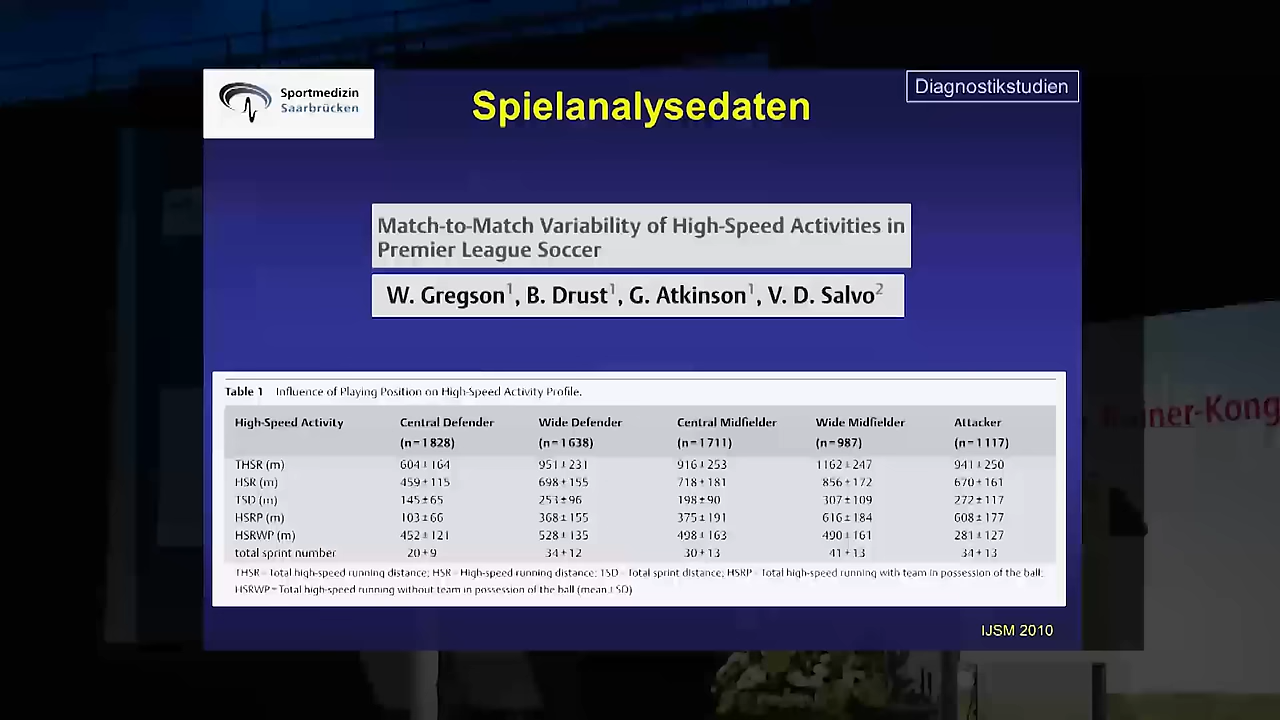 Sportmedizin
Saarbrücken
Spielanalysedaten
Diagnostikstudien
Match-to-Match Variability of High-Speed Activities in
Premier League Soccer
W. Gregson¹, B. Drust¹, G. Atkinson¹, V. D. Salvo²
Table 1 Influence of Playing Position on High-Speed Activity Profile.
High-Speed Activity Central Defender Wide Defender Central Midfielder Wide Midfielder Attacker
(n=1828) (n=1638) (n=1711) (n=987) (n=1117)
THSR (m) 604±164 951±231 916±253 1162±247 941±250
HSR (m) 459±115 698±155 718±181 856±172 670±161
TSD (m) 145±65 253±96 198±90 307±109 272±117
HSRP (m) 103±66 368±155 375±191 616±184 608±177
HSRWP (m) 452±121 528±135 498±163 490±161 281±127
total sprint number 20±9 34±12 30±13 41±13 34±13
THSR=Total high-speed running distance; HSR=High-speed running distance; TSD=Total sprint distance; HSRP=Total high-speed running with team in possession of the ball;
HSRWP=Total high-speed running without team in possession of the ball (mean±SD)
IJSM 2010
ainer-Kong